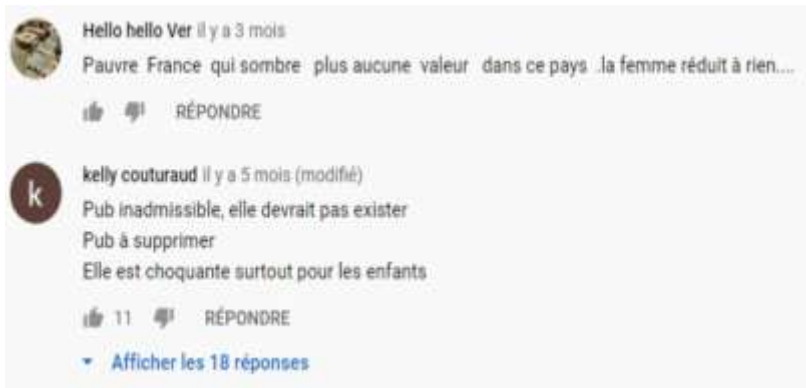 Hello hello Ver il y a 3 mois
Pauvre France qui sombre plus aucune valeur dans ce pays .la femme réduit à rien....
RÉPONDRE
k
kelly couturaud il y a 5 mois (modifié)
Pub inadmissible, elle devrait pas exister
Pub à supprimer
Elle est choquante surtout pour les enfants
11 RÉPONDRE
Afficher les 18 réponses